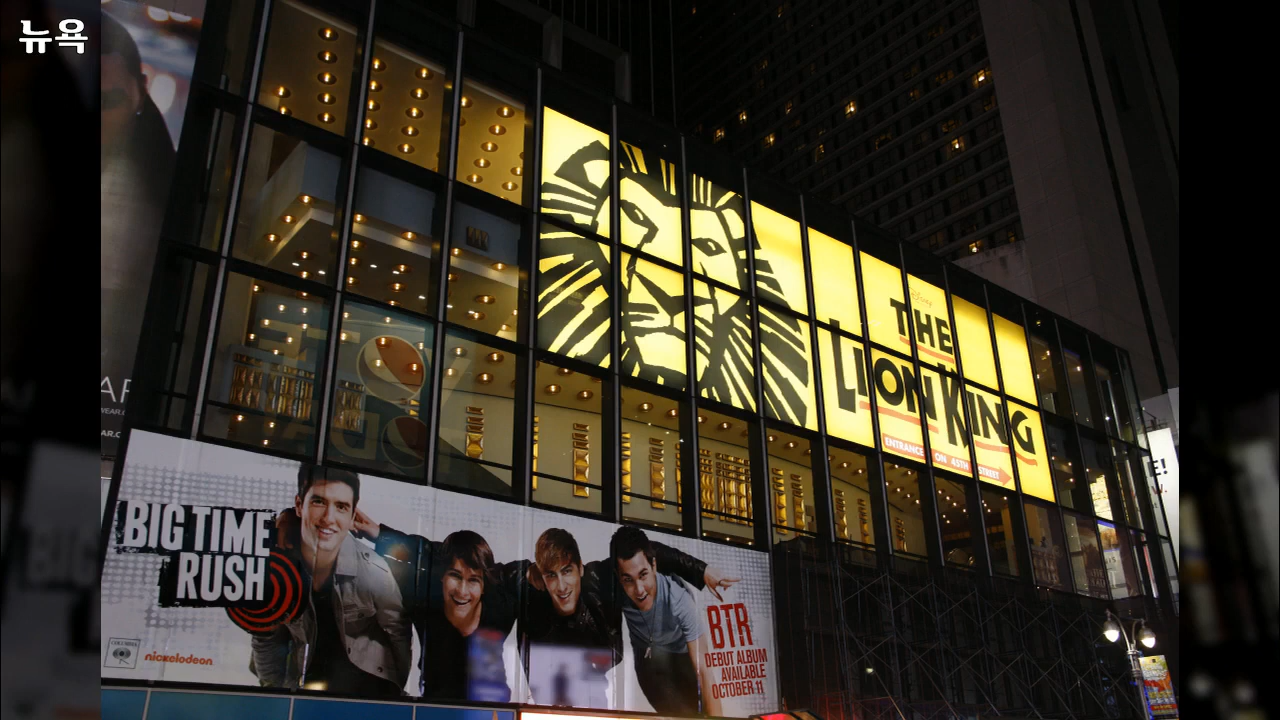 뉴욕
Disney
THE
LION KING
ENTRANCE ON 45TH STREET
BIG TIME
RUSH
BTR
DEBUT ALBUM
AVAILABLE
OCTOBER 11
COLUMBIA
nickelodeon